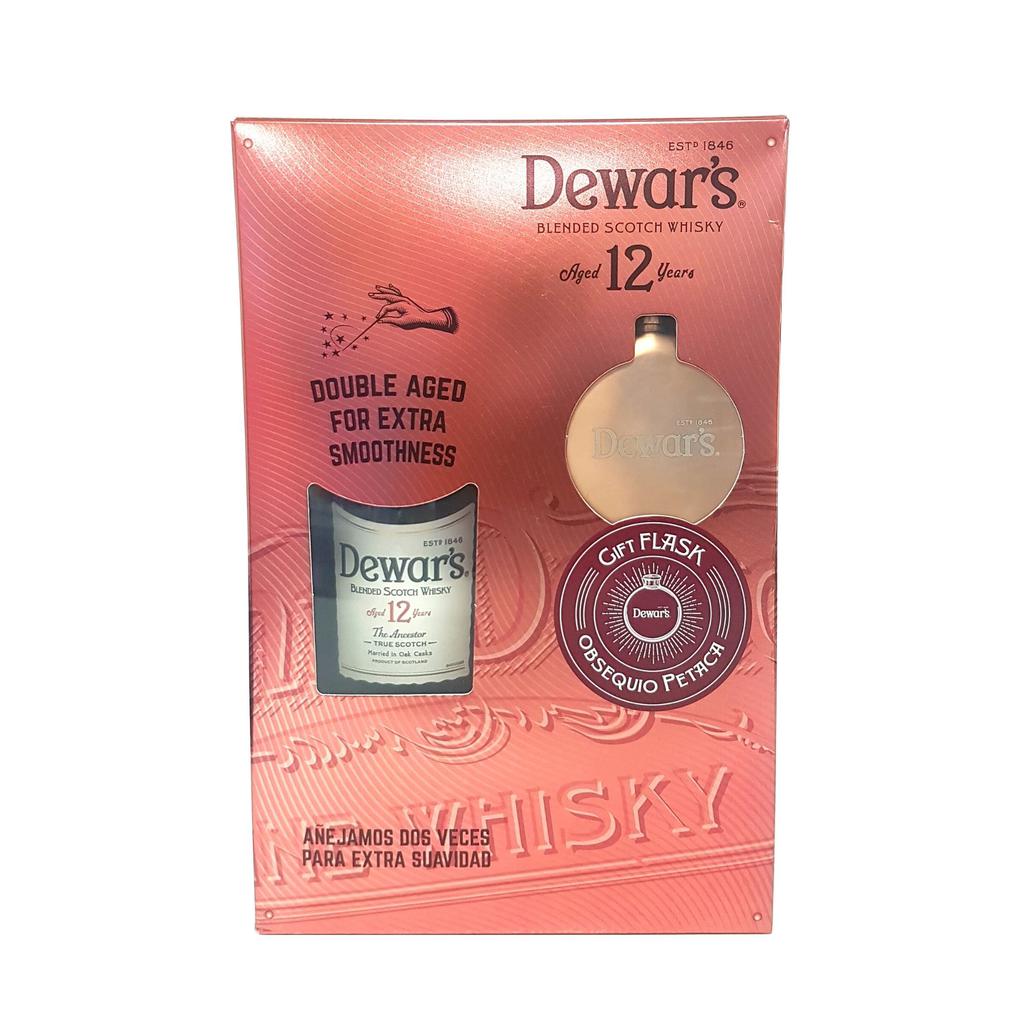 ESTD 1846
Dewar's®
BLENDED SCOTCH WHISKY
Aged 12 Years
DOUBLE AGED
FOR EXTRA
SMOOTHNESS
ESTD 1846
Dewar's.
ESTD 1846
Dewar's.
BLENDED SCOTCH WHISKY
Aged 12 Years
The Ancestor
TRUE SCOTCH
Married in Oak Casks
PRODUCT OF SCOTLAND
GIFT FLASK
Dewar's
OBSEQUIO PETACA
WHISKY
AÑEJAMOS DOS VECES
PARA EXTRA SUAVIDAD